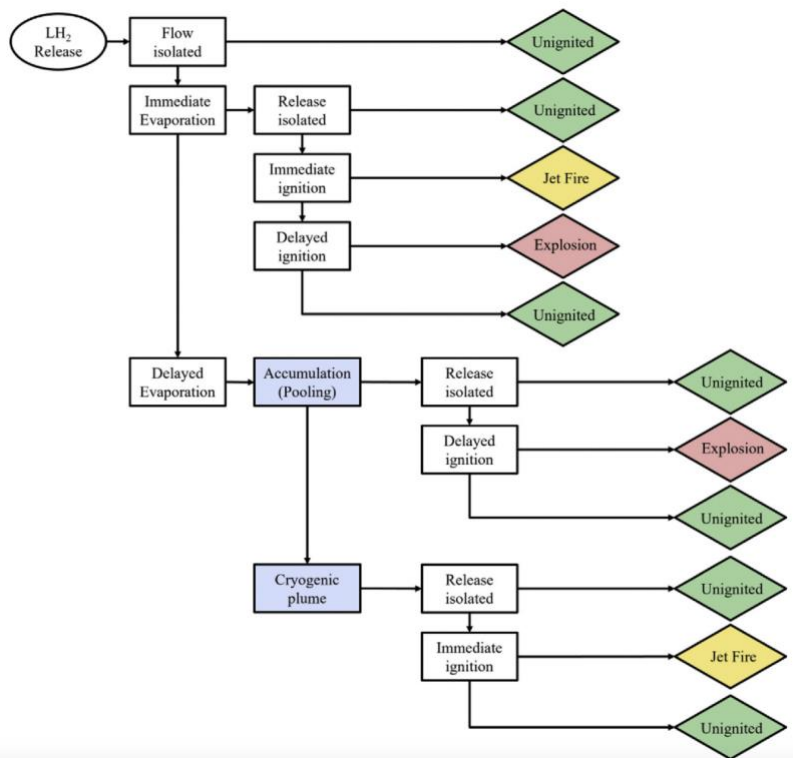 LH₂
Release
Flow
isolated
Unignited
Immediate
Evaporation
Release
isolated
Unignited
Immediate
ignition
Jet Fire
Delayed
ignition
Explosion
Unignited
Delayed
Evaporation
Accumulation
(Pooling)
Release
isolated
Unignited
Delayed
ignition
Explosion
Unignited
Cryogenic
plume
Release
isolated
Unignited
Immediate
ignition
Jet Fire
Unignited